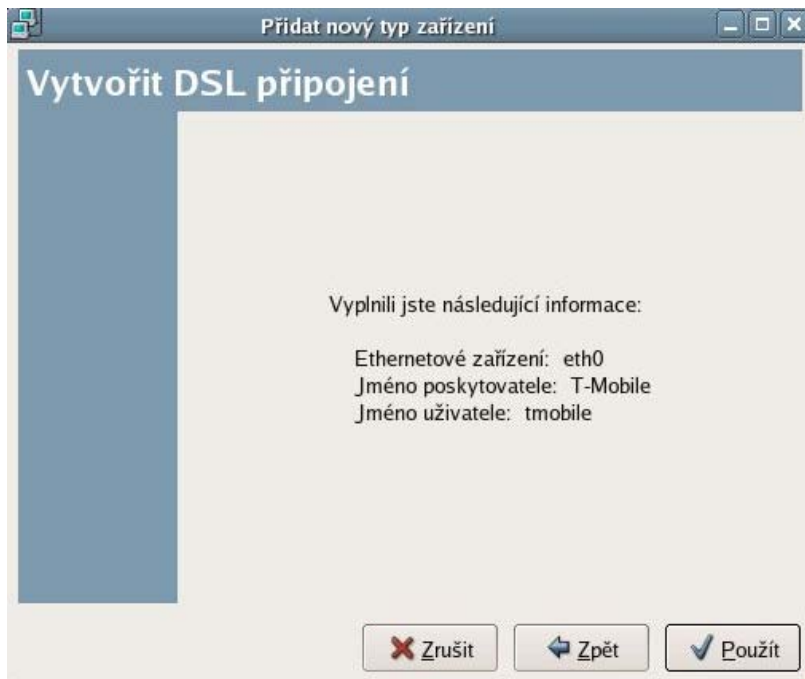 Přidat nový typ zařízení
Vytvořit DSL připojení
Vyplnili jste následující informace:
Ethernetové zařízení: eth0
Jméno poskytovatele: T-Mobile
Jméno uživatele: tmobile
Zrušit
Zpět
Použít